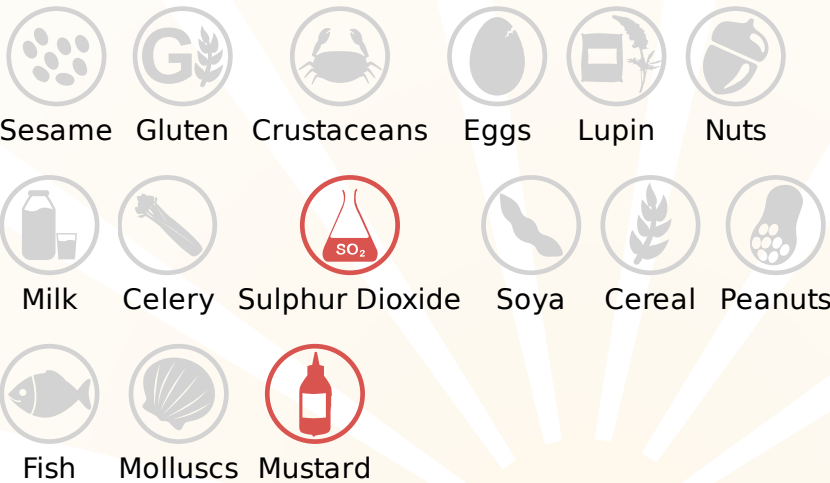 Sesame Gluten Crustaceans Eggs Lupin Nuts
G
SO₂
Milk Celery Sulphur Dioxide Soya Cereal Peanuts
Fish Molluscs Mustard